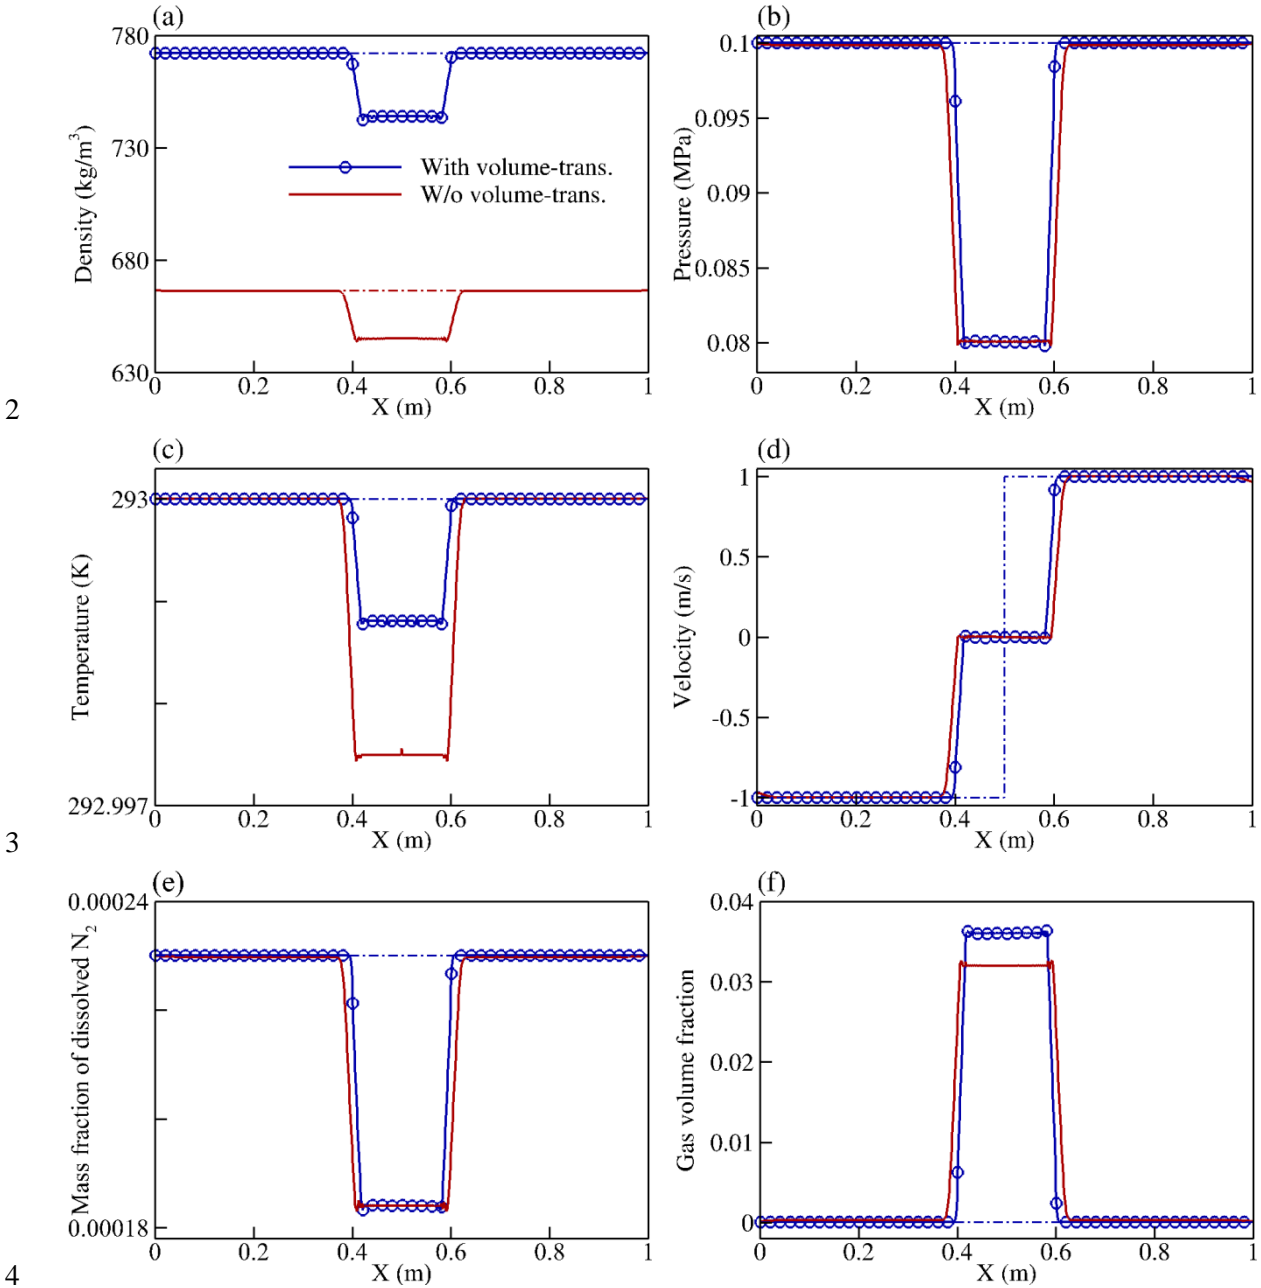 (a)
780
730
680
630
Density (kg/m³)
With volume-trans.
W/o volume-trans.
0 0.2 0.4 0.6 0.8 1
X (m)
(b)
0.1
0.095
0.09
0.085
0.08
Pressure (MPa)
0 0.2 0.4 0.6 0.8 1
X (m)
2
(c)
293
292.997
Temperature (K)
0 0.2 0.4 0.6 0.8 1
X (m)
(d)
1
0.5
0
-0.5
-1
Velocity (m/s)
0 0.2 0.4 0.6 0.8 1
X (m)
3
(e)
0.00024
0.00018
Mass fraction of dissolved N₂
0 0.2 0.4 0.6 0.8 1
X (m)
(f)
0.04
0.03
0.02
0.01
0
Gas volume fraction
0 0.2 0.4 0.6 0.8 1
X (m)
4